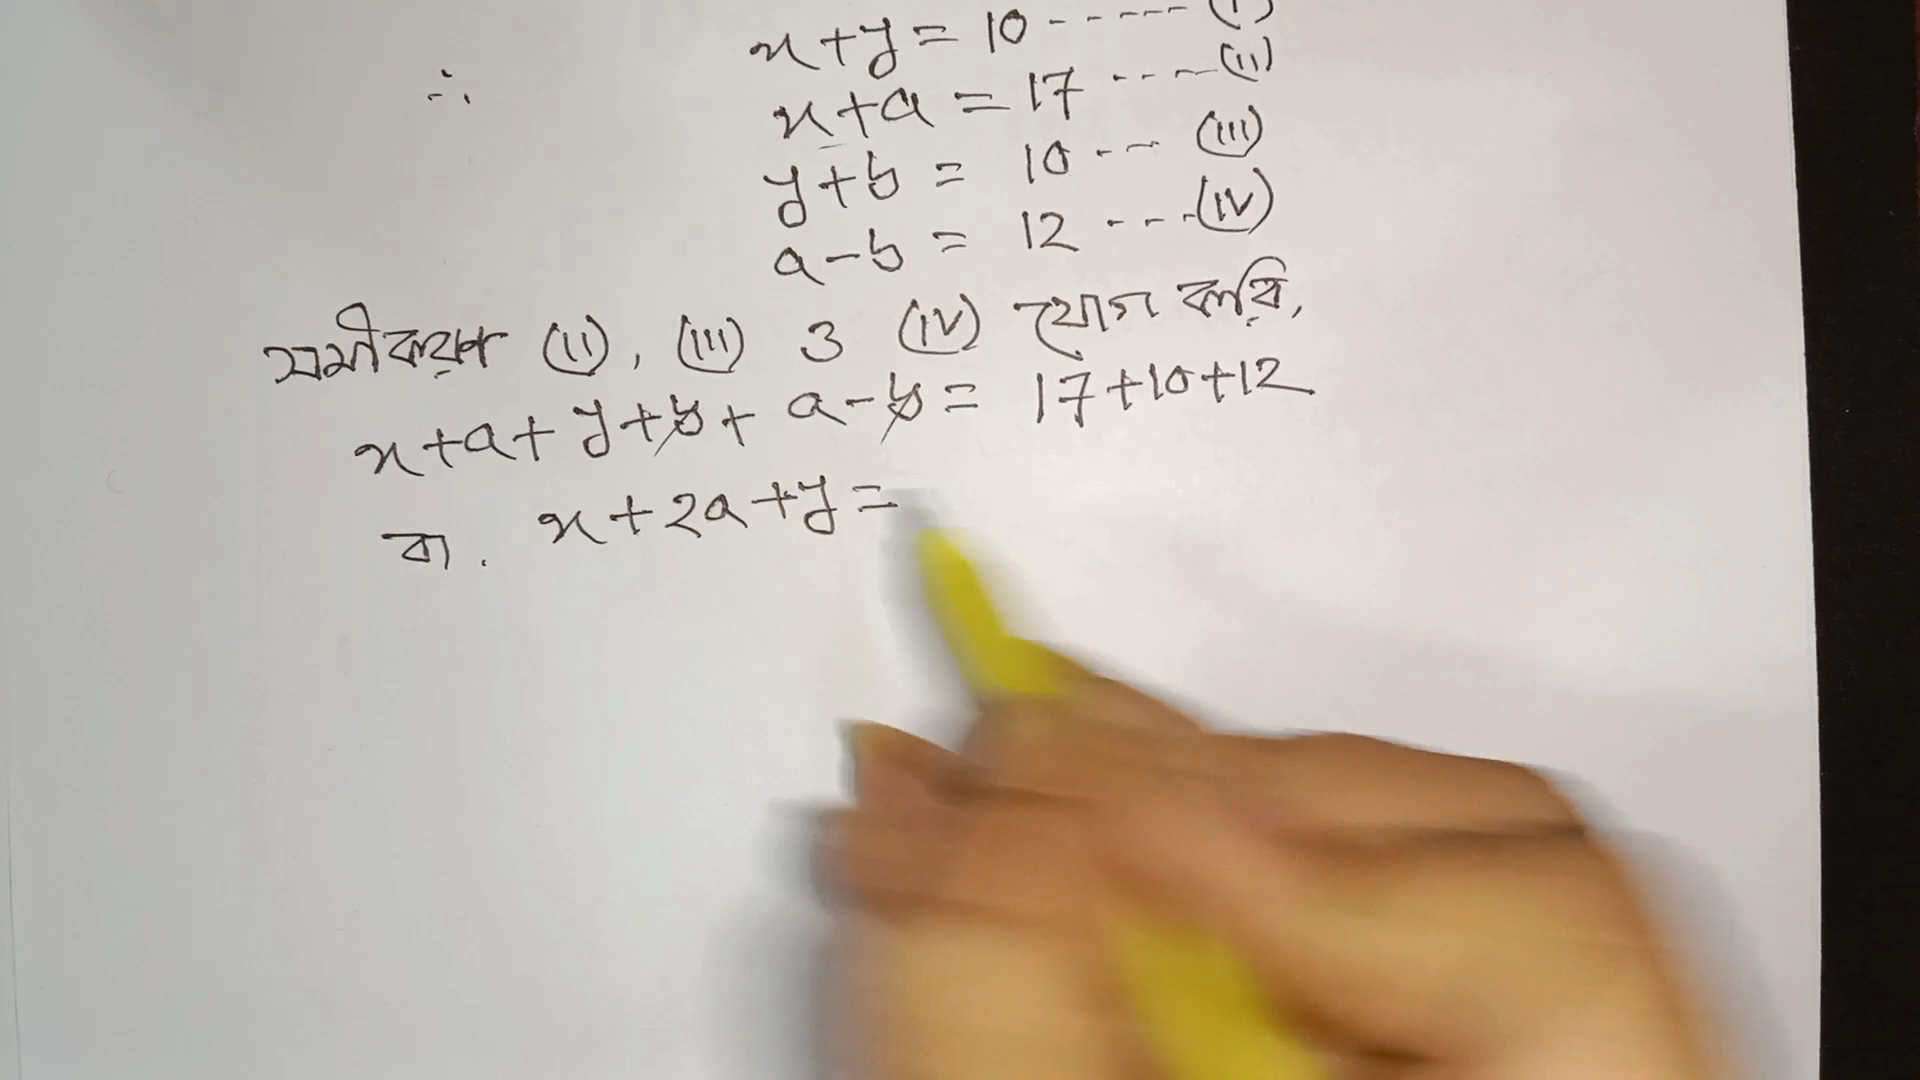 x+y = 10 ------ (i)
∴ x+a = 17 ---- (ii)
y+b = 10 --- (iii)
a-b = 12 --- (iv)
সমীকরণ (ii), (iii) ও (iv) যোগ করি,
x+a+y+b+a-b = 17+10+12
বা, x+2a+y =